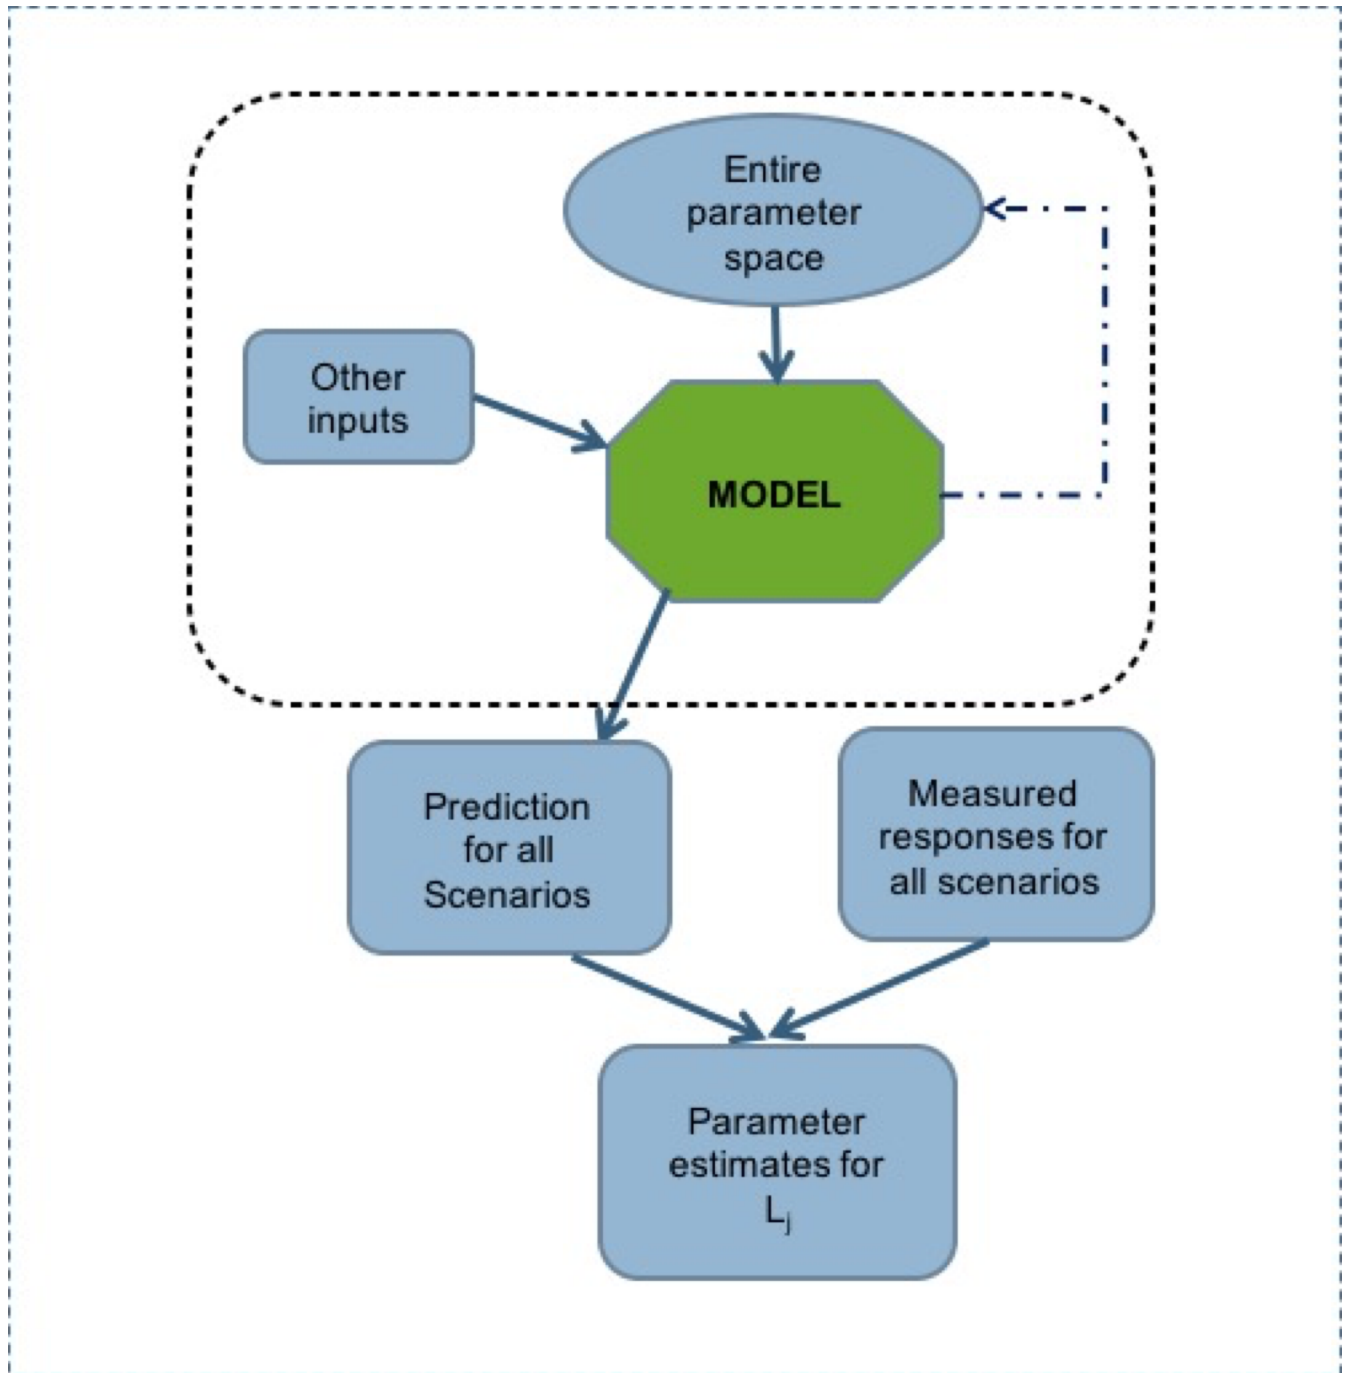 Entire
parameter
space
Other
inputs
MODEL
Prediction
for all
Scenarios
Measured
responses for
all scenarios
Parameter
estimates for
Lj